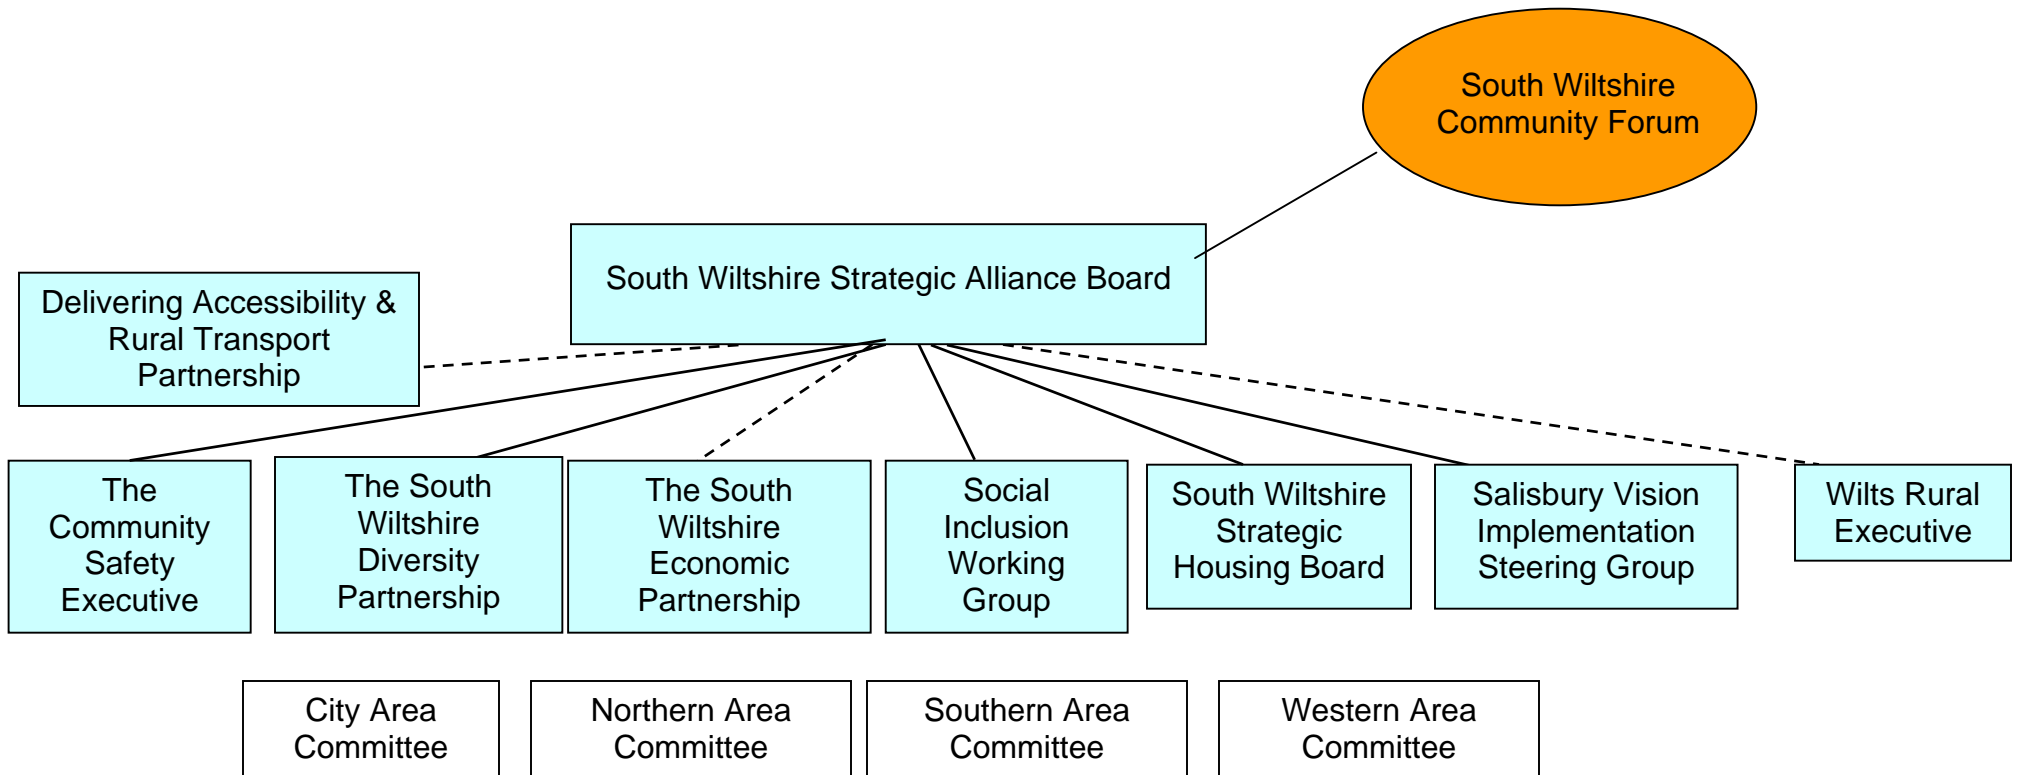 South Wiltshire
Community Forum
South Wiltshire Strategic Alliance Board
Delivering Accessibility &
Rural Transport
Partnership
The
Community
Safety
Executive
The South
Wiltshire
Diversity
Partnership
The South
Wiltshire
Economic
Partnership
Social
Inclusion
Working
Group
South Wiltshire
Strategic
Housing Board
Salisbury Vision
Implementation
Steering Group
Wilts Rural
Executive
City Area
Committee
Northern Area
Committee
Southern Area
Committee
Western Area
Committee